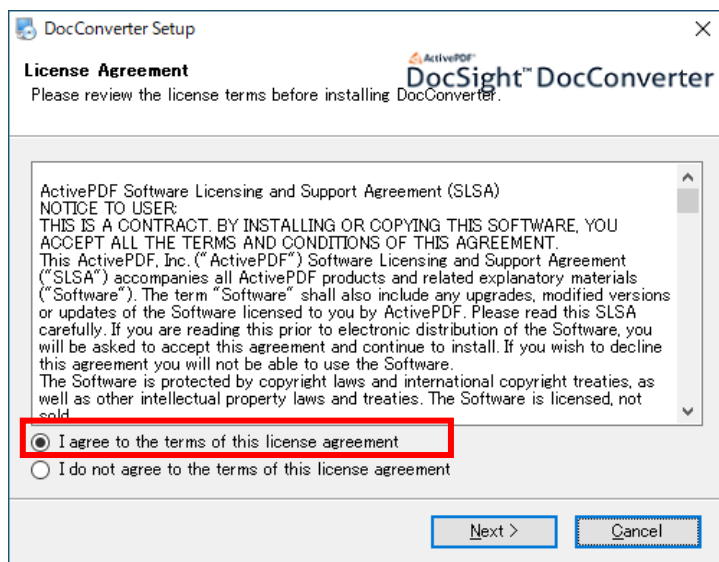 DocConverter Setup
License Agreement
Please review the license terms before installing DocConverter.
ActivePDF™
DocSight™ DocConverter
ActivePDF Software Licensing and Support Agreement (SLSA)
NOTICE TO USER:
THIS IS A CONTRACT. BY INSTALLING OR COPYING THIS SOFTWARE, YOU
ACCEPT ALL THE TERMS AND CONDITIONS OF THIS AGREEMENT.
This ActivePDF, Inc. ("ActivePDF") Software Licensing and Support Agreement
("SLSA") accompanies all ActivePDF products and related explanatory materials
("Software"). The term "Software" shall also include any upgrades, modified versions
or updates of the Software licensed to you by ActivePDF. Please read this SLSA
carefully. If you are reading this prior to electronic distribution of the Software, you
will be asked to accept this agreement and continue to install. If you wish to decline
this agreement you will not be able to use the Software.
The Software is protected by copyright laws and international copyright treaties, as
well as other intellectual property laws and treaties. The Software is licensed, not
sold
I agree to the terms of this license agreement
I do not agree to the terms of this license agreement
Next >
Cancel